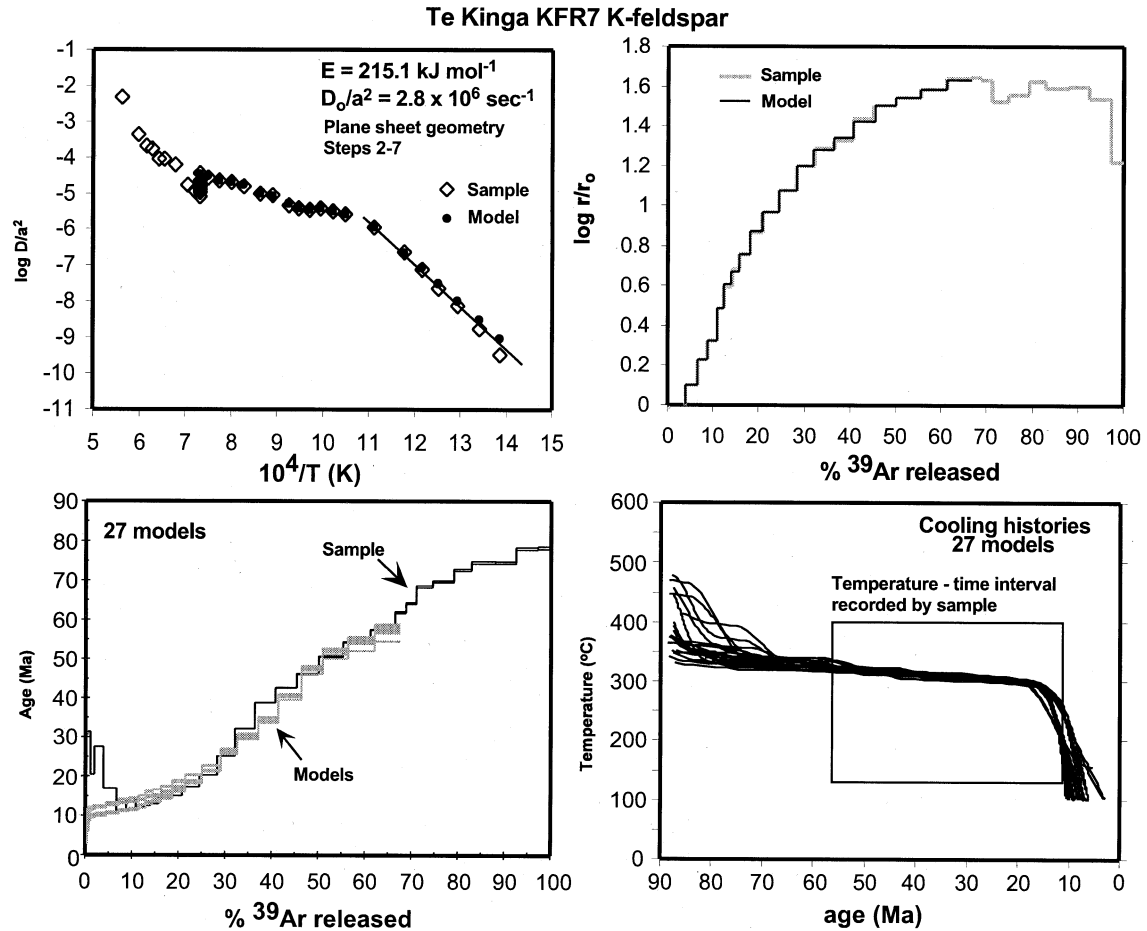 Te Kinga KFR7 K-feldspar
-1
-2
-3
-4
-5
-6
-7
-8
-9
-10
-11
log D/a²
E = 215.1 kJ mol⁻¹
Dₒ/a² = 2.8 x 10⁶ sec⁻¹
Plane sheet geometry
Steps 2-7
Sample
Model
5 6 7 8 9 10 11 12 13 14 15
10⁴/T (K)
1.8
1.6
1.4
1.2
1
0.8
0.6
0.4
0.2
0
log r/rₒ
Sample
Model
0 10 20 30 40 50 60 70 80 90 100
% ³⁹Ar released
90
80
70
60
50
40
30
20
10
0
Age (Ma)
27 models
Sample
Models
0 10 20 30 40 50 60 70 80 90 100
% ³⁹Ar released
600
500
400
300
200
100
0
Temperature (°C)
Cooling histories
27 models
Temperature - time interval
recorded by sample
90 80 70 60 50 40 30 20 10 0
age (Ma)